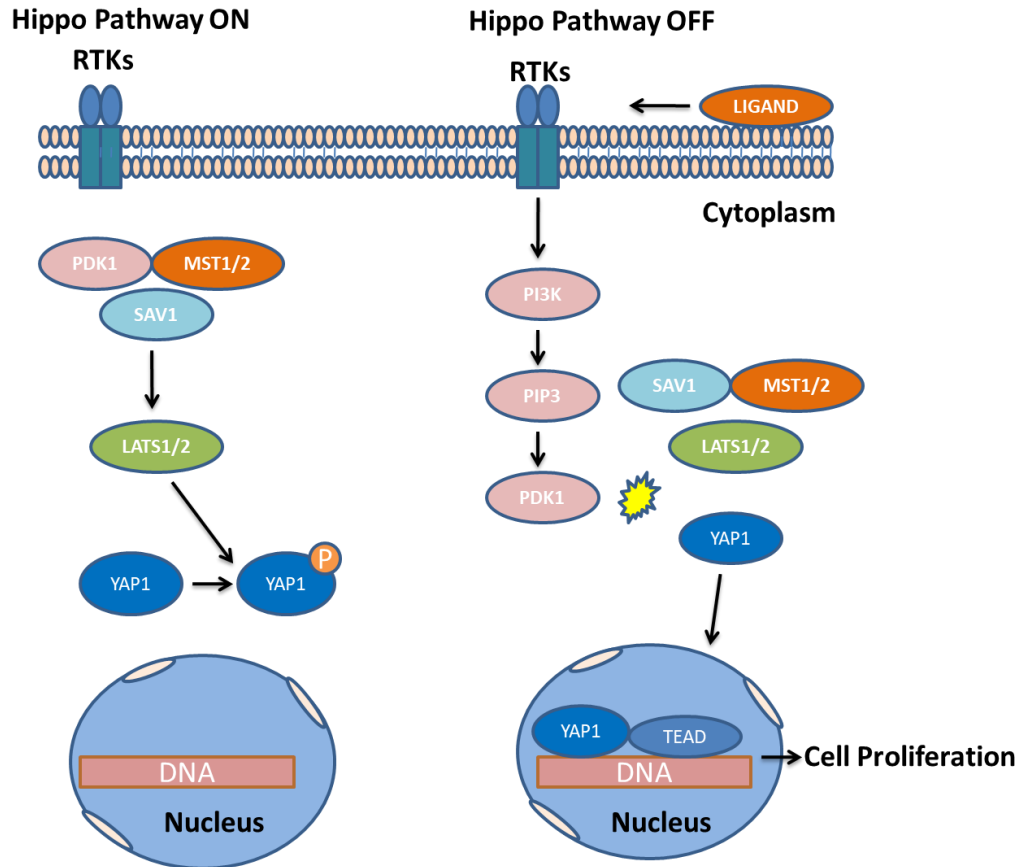 Hippo Pathway ON
RTKs
PDK1
MST1/2
SAV1
LATS1/2
YAP1
YAP1
P
DNA
Nucleus
Hippo Pathway OFF
RTKs
LIGAND
Cytoplasm
PI3K
PIP3
PDK1
SAV1
MST1/2
LATS1/2
YAP1
YAP1
TEAD
DNA
Nucleus
Cell Proliferation